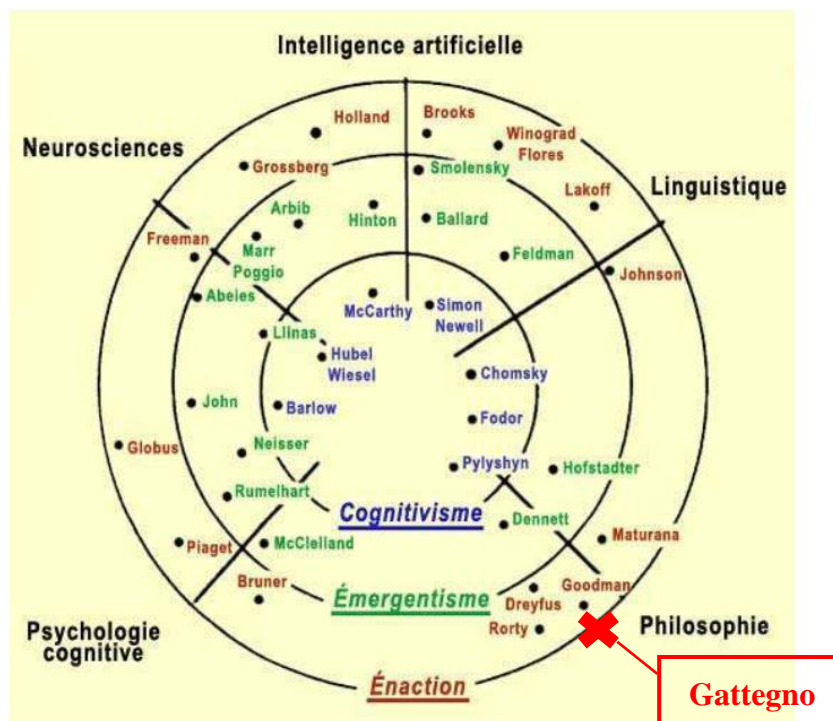 Intelligence artificielle
Holland
Brooks
Neurosciences
Winograd
Flores
Grossberg
Smolensky
Linguistique
Lakoff
Arbib
Hinton
Ballard
Freeman
Marr
Poggio
Feldman
Johnson
Abeles
McCarthy
Simon
Newell
Llinas
Hubel
Wiesel
Chomsky
John
Barlow
Fodor
Globus
Neisser
Pylyshyn
Hofstadter
Rumelhart
Cognitivisme
Dennett
Piaget
McClelland
Maturana
Bruner
Émergentisme
Goodman
Dreyfus
Rorty
Psychologie
cognitive
Philosophie
Énaction
Gattegno